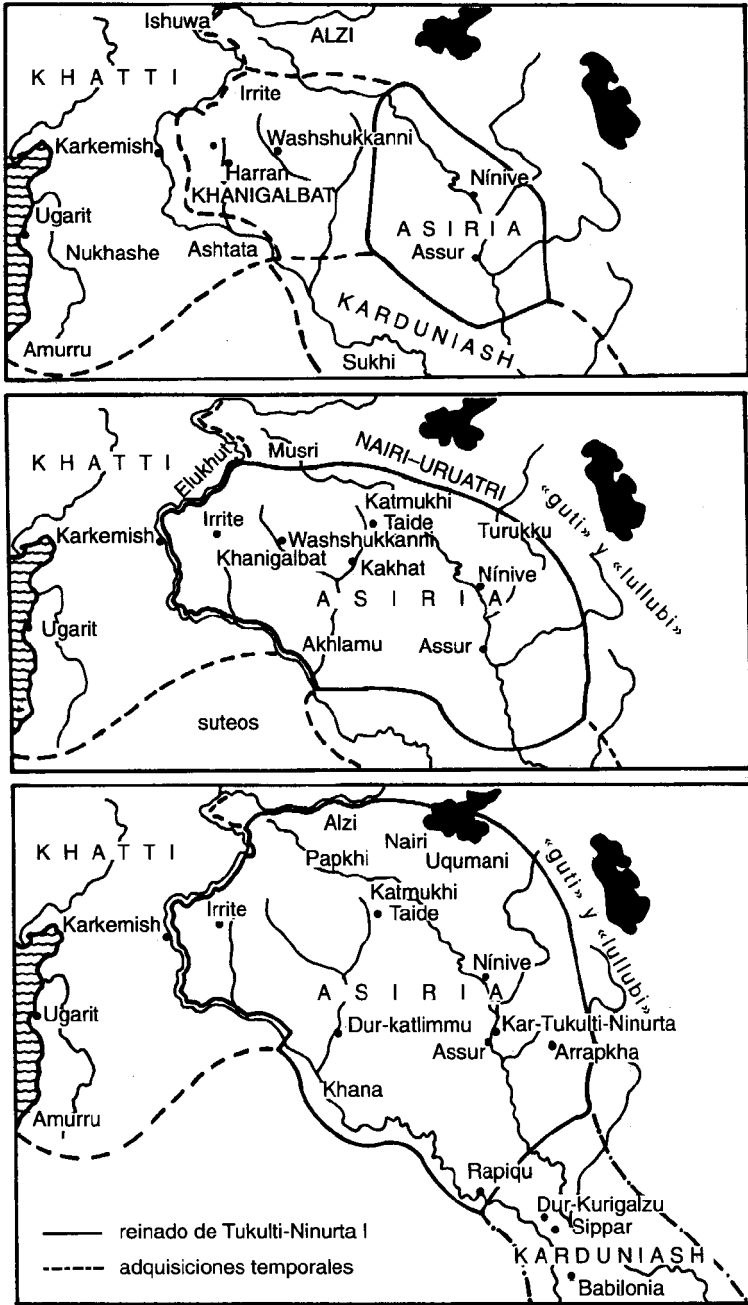 Ishuwa
ALZI
KHATTI
Irrite
Karkemish
Washshukkanni
Harran
KHANIGALBAT
Nínive
Ugarit
ASIRIA
Nukhashe
Ashtata
Assur
KARDUNIASH
Amurru
Sukhi
KHATTI
Elukhut
Musri
NAIRI–URUATRI
«guti» y «lullubi»
Katmukhi
Taide
Turukku
Irrite
Karkemish
Washshukkanni
Khanigalbat
Kakhat
Nínive
ASIRIA
Ugarit
Akhlamu
Assur
suteos
KHATTI
Alzi
Nairi
Papkhi
Uqumani
«guti» y «lullubi»
Katmukhi
Taide
Irrite
Karkemish
Nínive
ASIRIA
Ugarit
Dur-katlimmu
Kar-Tukulti-Ninurta
Assur
Arrapkha
Khana
Amurru
Rapiqu
Dur-Kurigalzu
Sippar
KARDUNIASH
Babilonia
reinado de Tukulti-Ninurta I
adquisiciones temporales